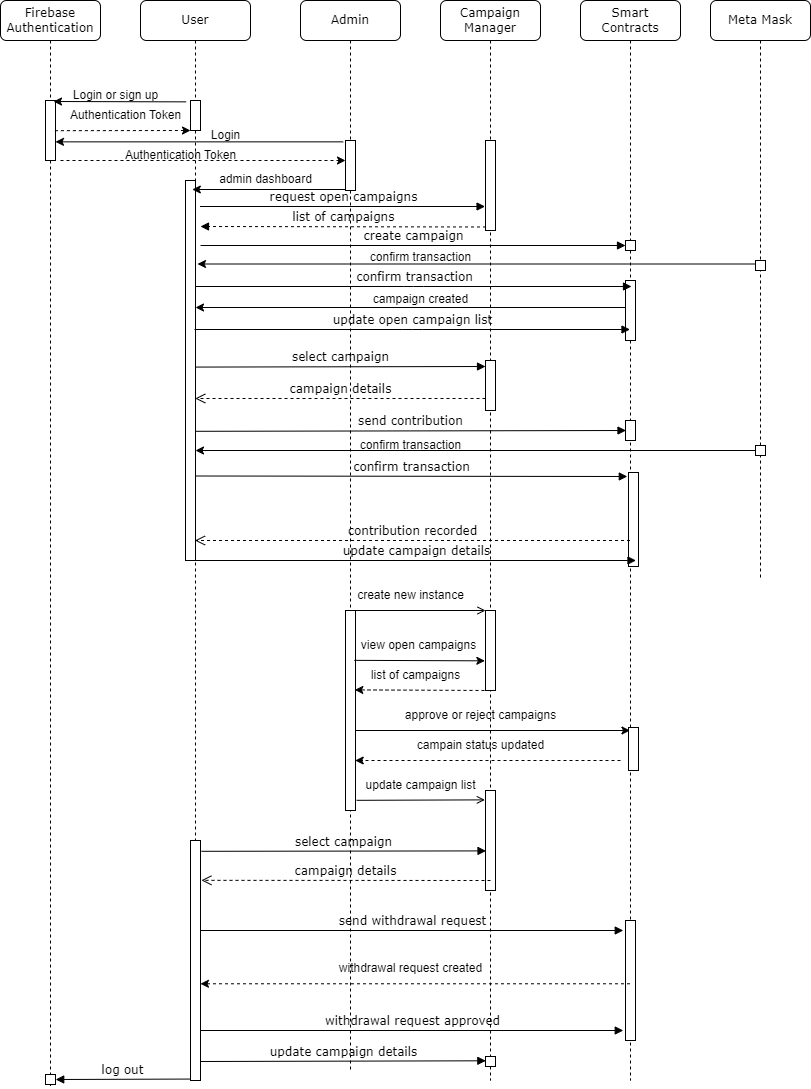 Firebase
Authentication
User
Admin
Campaign
Manager
Smart
Contracts
Meta Mask
Login or sign up
Authentication Token
Login
Authentication Token
admin dashboard
request open campaigns
list of campaigns
create campaign
confirm transaction
confirm transaction
campaign created
update open campaign list
select campaign
campaign details
send contribution
confirm transaction
confirm transaction
contribution recorded
update campaign details
create new instance
view open campaigns
list of campaigns
approve or reject campaigns
campain status updated
update campaign list
select campaign
campaign details
send withdrawal request
withdrawal request created
withdrawal request approved
update campaign details
log out